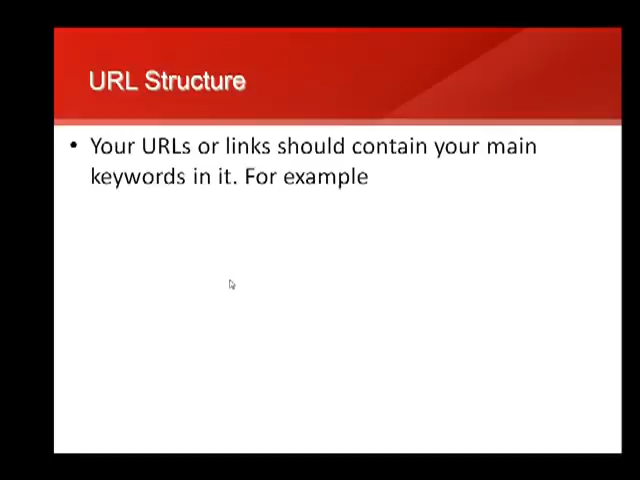 URL Structure
• Your URLs or links should contain your main
keywords in it. For example